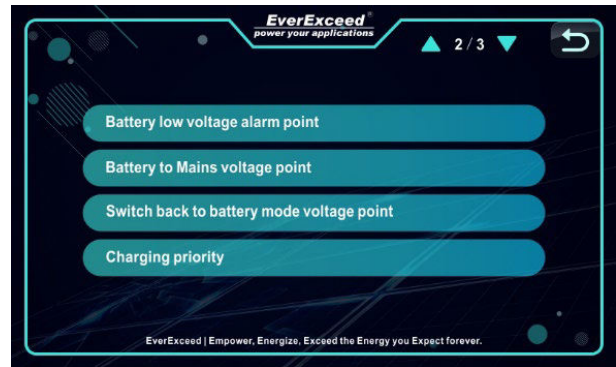 EverExceed®
power your applications
2/3
Battery low voltage alarm point
Battery to Mains voltage point
Switch back to battery mode voltage point
Charging priority
EverExceed | Empower, Energize, Exceed the Energy you Expect forever.